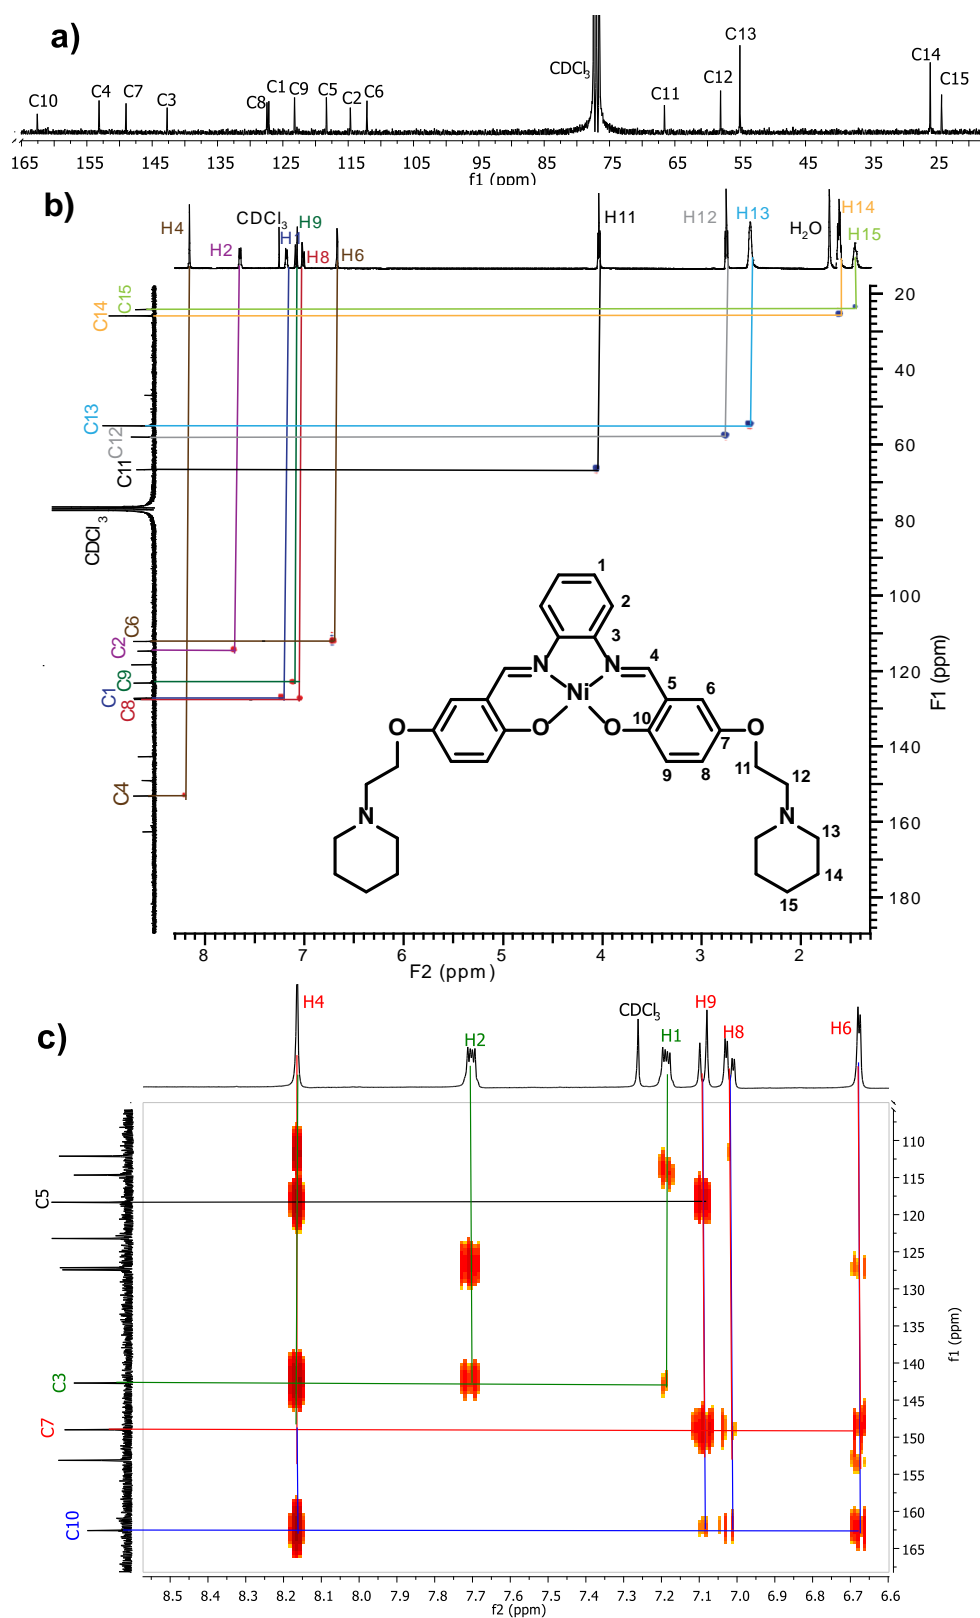 a)
C10
C4
C7
C3
C8
C1
C9
C5
C2
C6
CDCl3
C11
C12
C13
C14
C15
165 155 145 135 125 115 105 95 85 75 65 55 45 35 25
f1 (ppm)
b)
H4
H2
CDCl3
H1
H9
H8
H6
H11
H12
H13
H2O
H14
H15
C15
C14
C13
C12
C11
CDCl3
C6
C2
C9
C1
C8
C4
20
40
60
80
100
120
140
160
180
F1 (ppm)
1
2
3
N N 4
Ni 5 6
O O 10 7 O
O 9 8 11 12
N N 13
14
15
8 7 6 5 4 3 2
F2 (ppm)
c)
H4
H2
CDCl3
H1
H9
H8
H6
C5
C3
C7
C10
110
115
120
125
130
135
140
145
150
155
160
165
f1 (ppm)
8.5 8.4 8.3 8.2 8.1 8.0 7.9 7.8 7.7 7.6 7.5 7.4 7.3 7.2 7.1 7.0 6.9 6.8 6.7 6.6
f2 (ppm)